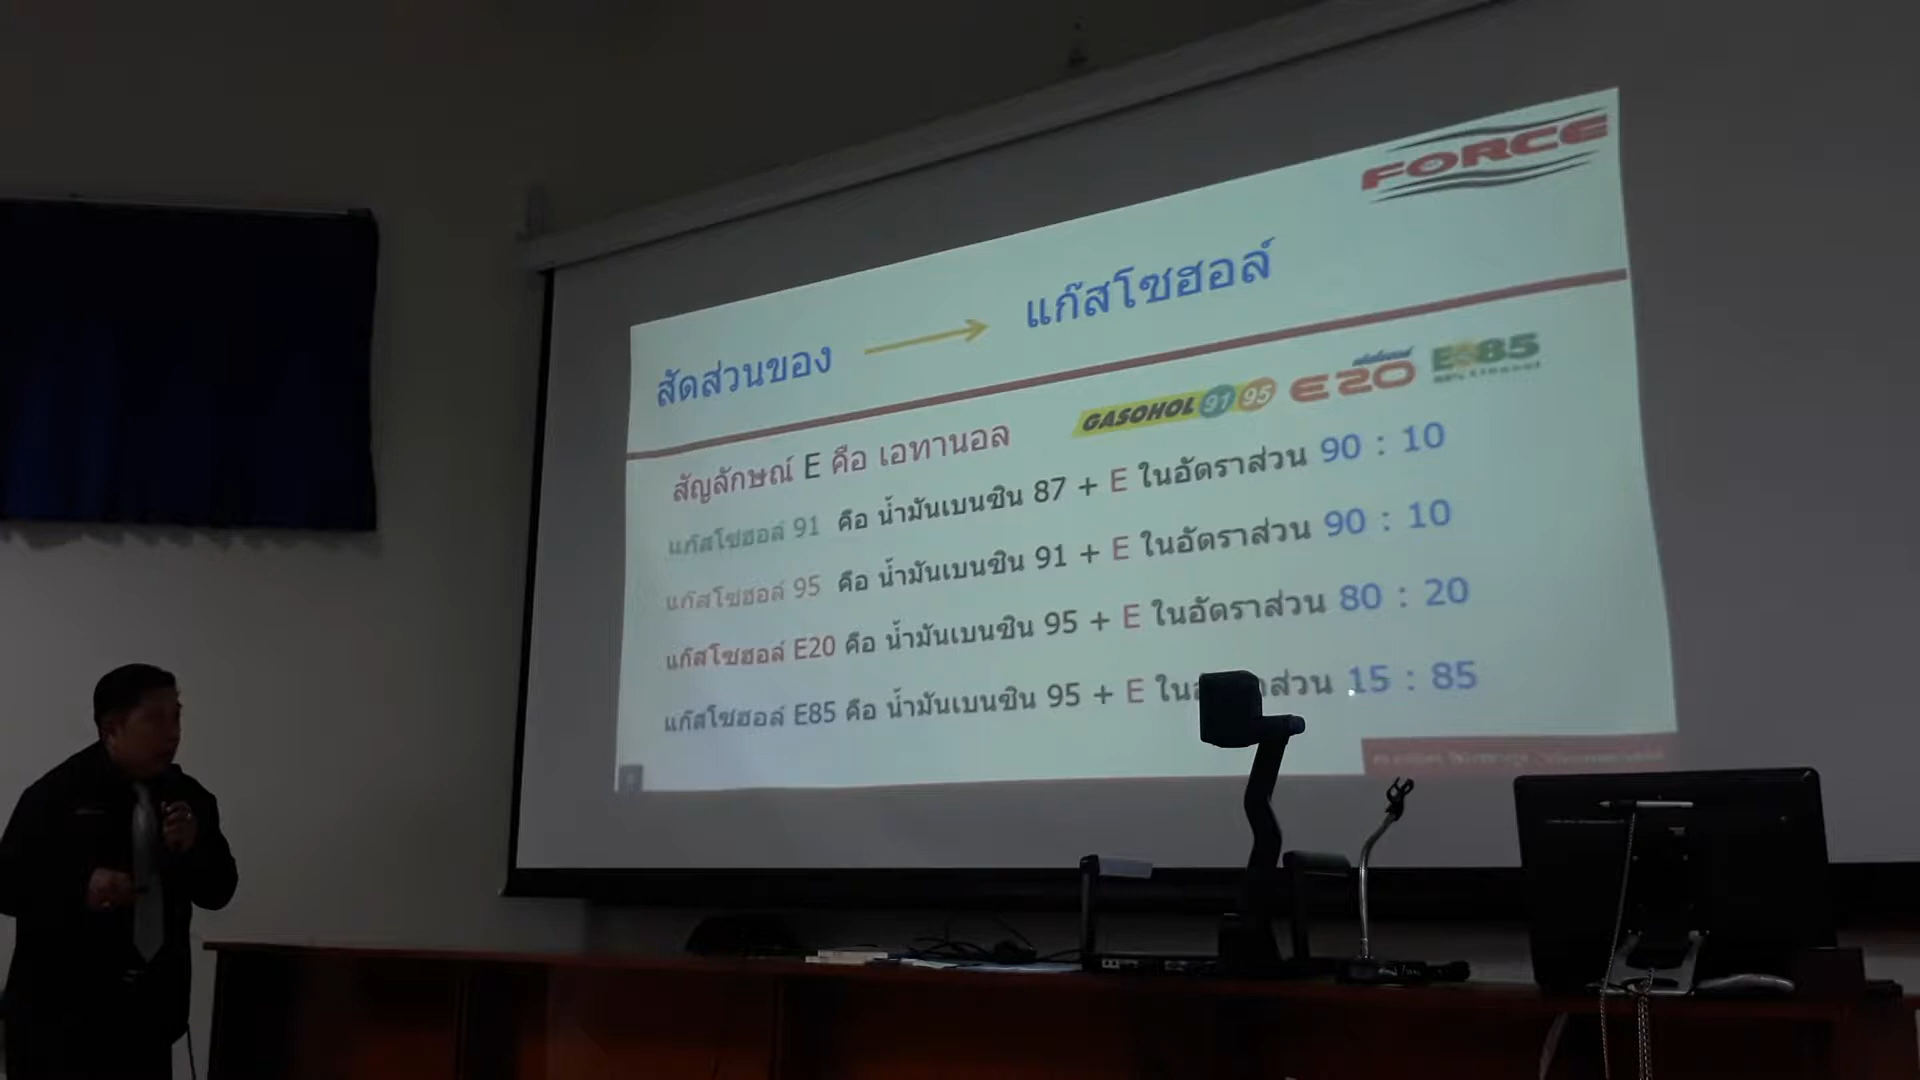 FORCE
สัดส่วนของ แก๊สโซฮอล์
GASOHOL 91 95 E20 E85
สัญลักษณ์ E คือ เอทานอล
แก๊สโซฮอล์ 91 คือ น้ำมันเบนซิน 87 + E ในอัตราส่วน 90 : 10
แก๊สโซฮอล์ 95 คือ น้ำมันเบนซิน 91 + E ในอัตราส่วน 90 : 10
แก๊สโซฮอล์ E20 คือ น้ำมันเบนซิน 95 + E ในอัตราส่วน 80 : 20
แก๊สโซฮอล์ E85 คือ น้ำมันเบนซิน 95 + E 15 : 85